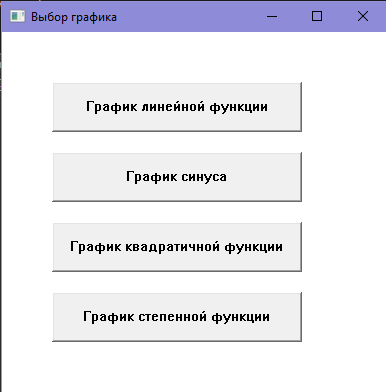 Выбор графика
График линейной функции
График синуса
График квадратичной функции
График степенной функции